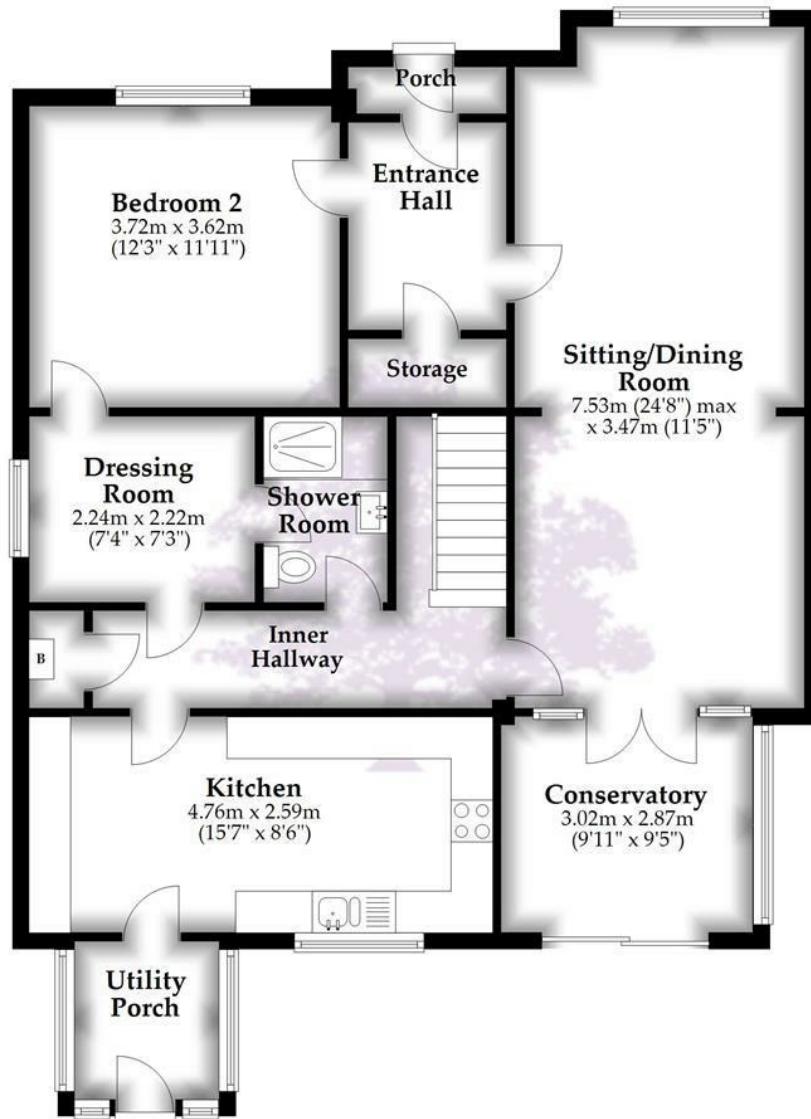 Porch
Entrance
Hall
Bedroom 2
3.72m x 3.62m
(12'3" x 11'11")
Storage
Sitting/Dining
Room
7.53m (24'8") max
x 3.47m (11'5")
Dressing
Room
2.24m x 2.22m
(7'4" x 7'3")
Shower
Room
Inner
Hallway
B
Kitchen
4.76m x 2.59m
(15'7" x 8'6")
Conservatory
3.02m x 2.87m
(9'11" x 9'5")
Utility
Porch